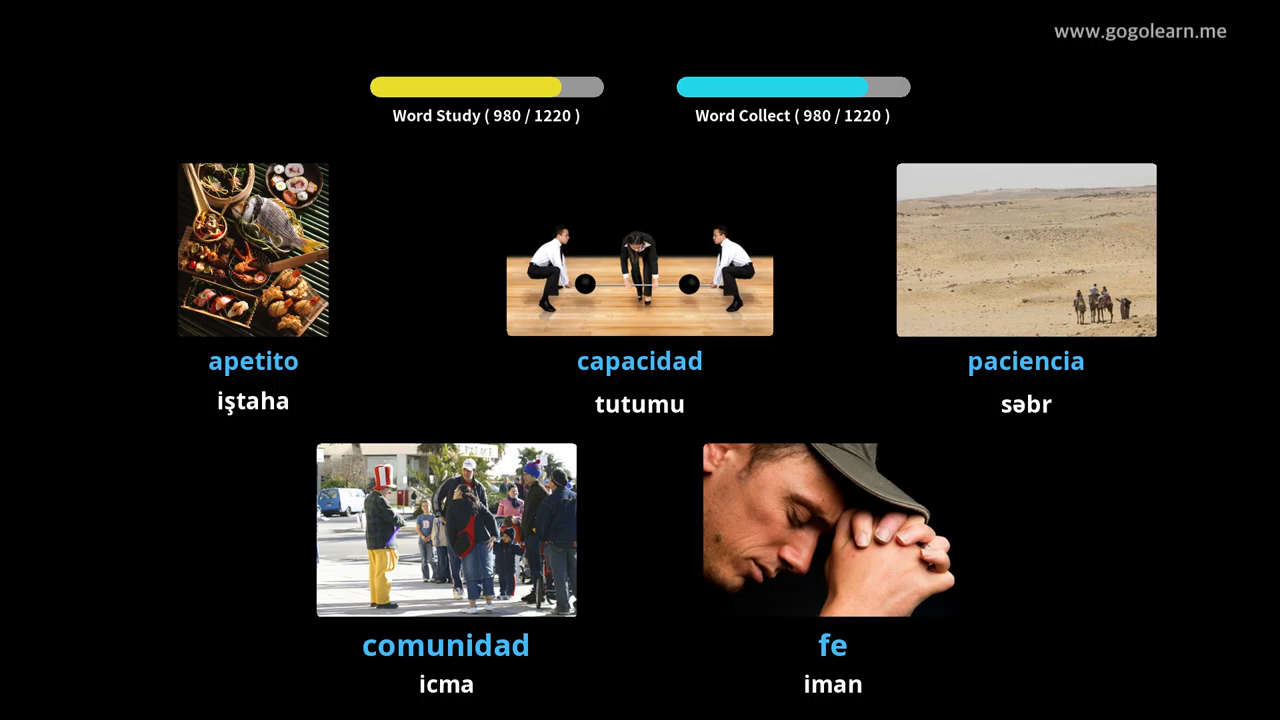 www.gogolearn.me
Word Study ( 980 / 1220 )
Word Collect ( 980 / 1220 )
apetito
capacidad
paciencia
iştaha
tutumu
səbr
comunidad
fe
icma
iman